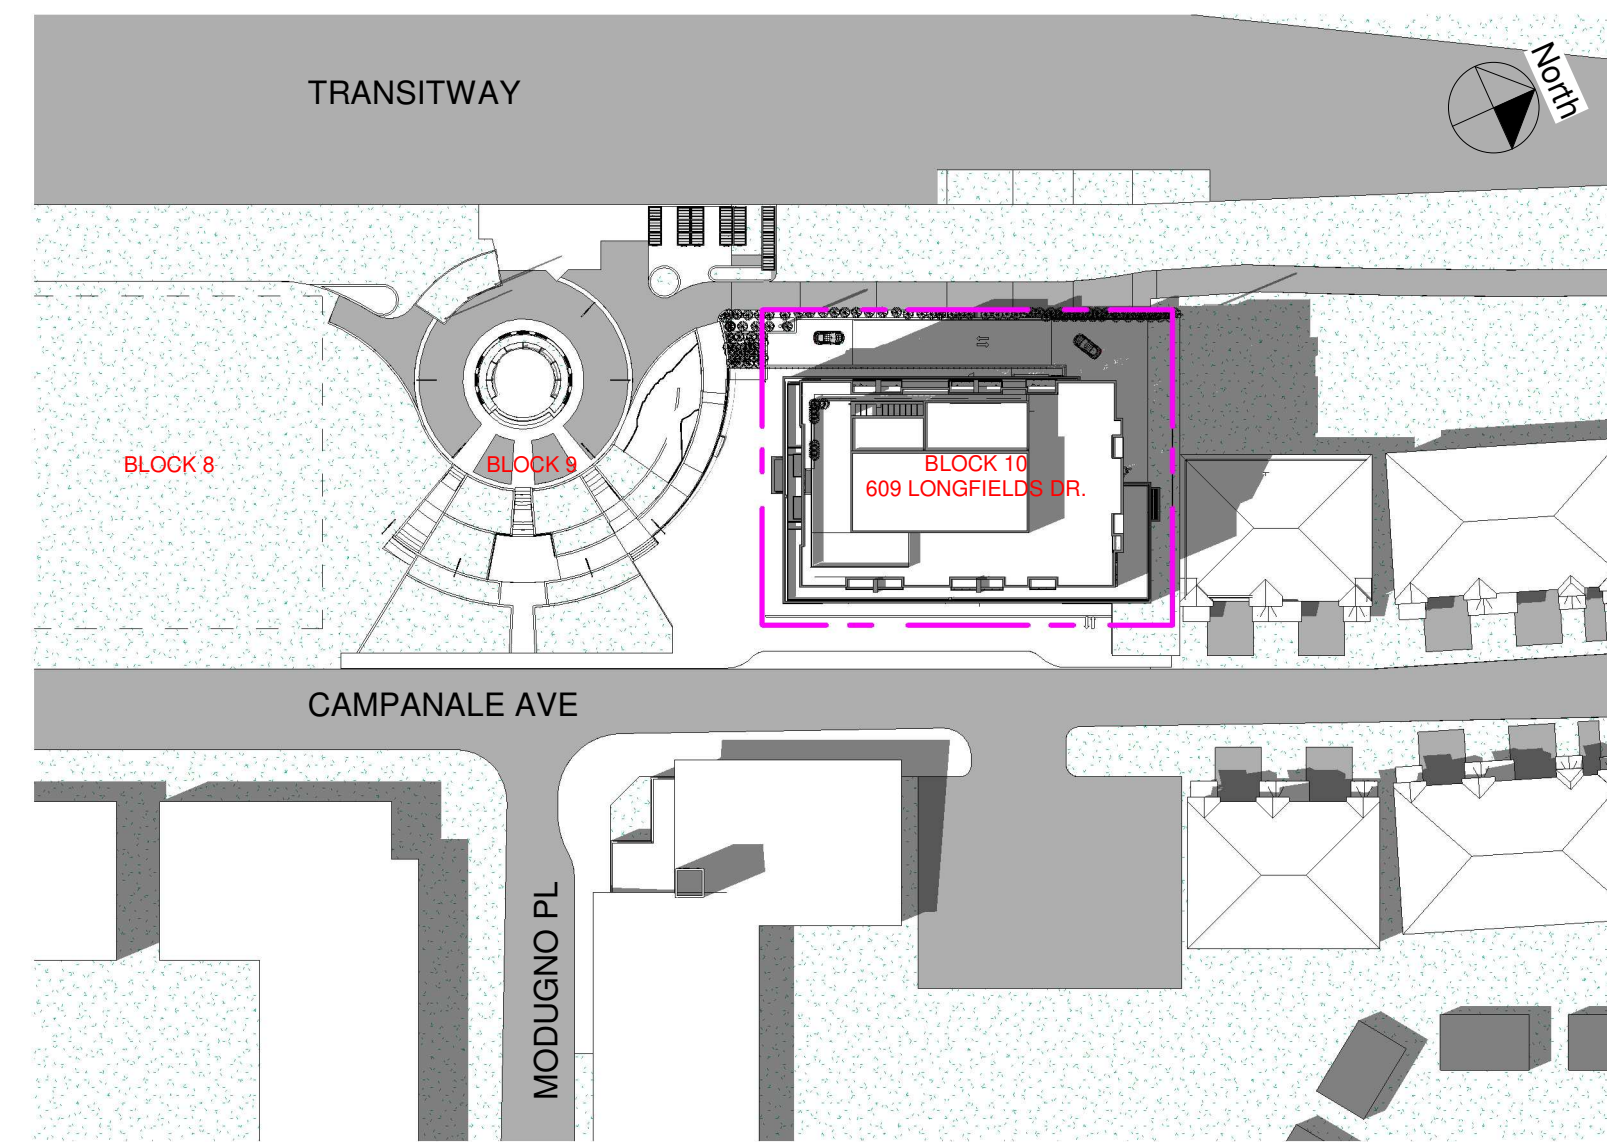 TRANSITWAY
North
BLOCK 8
BLOCK 9
BLOCK 10
609 LONGFIELDS DR.
CAMPANALE AVE
MODUGNO PL